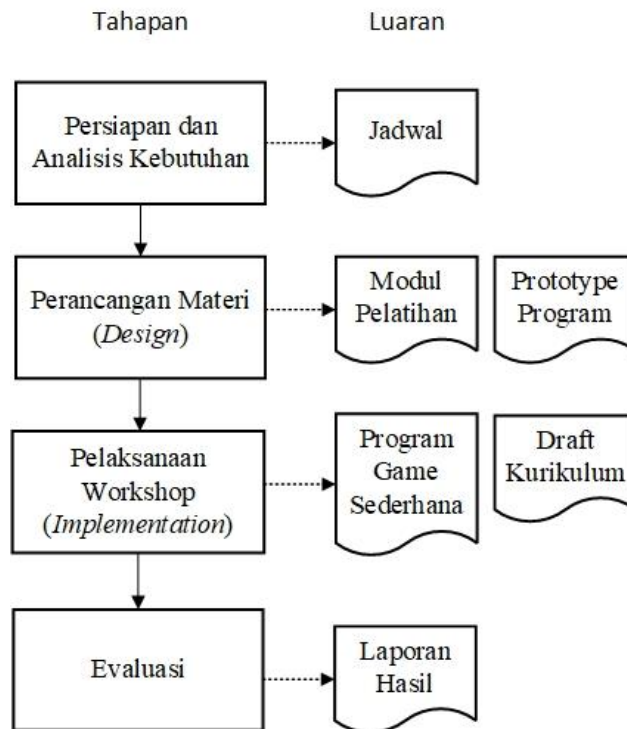 Tahapan
Luaran
Persiapan dan
Analisis Kebutuhan
Jadwal
Perancangan Materi
(Design)
Modul
Pelatihan
Prototype
Program
Pelaksanaan
Workshop
(Implementation)
Program
Game
Sederhana
Draft
Kurikulum
Evaluasi
Laporan
Hasil